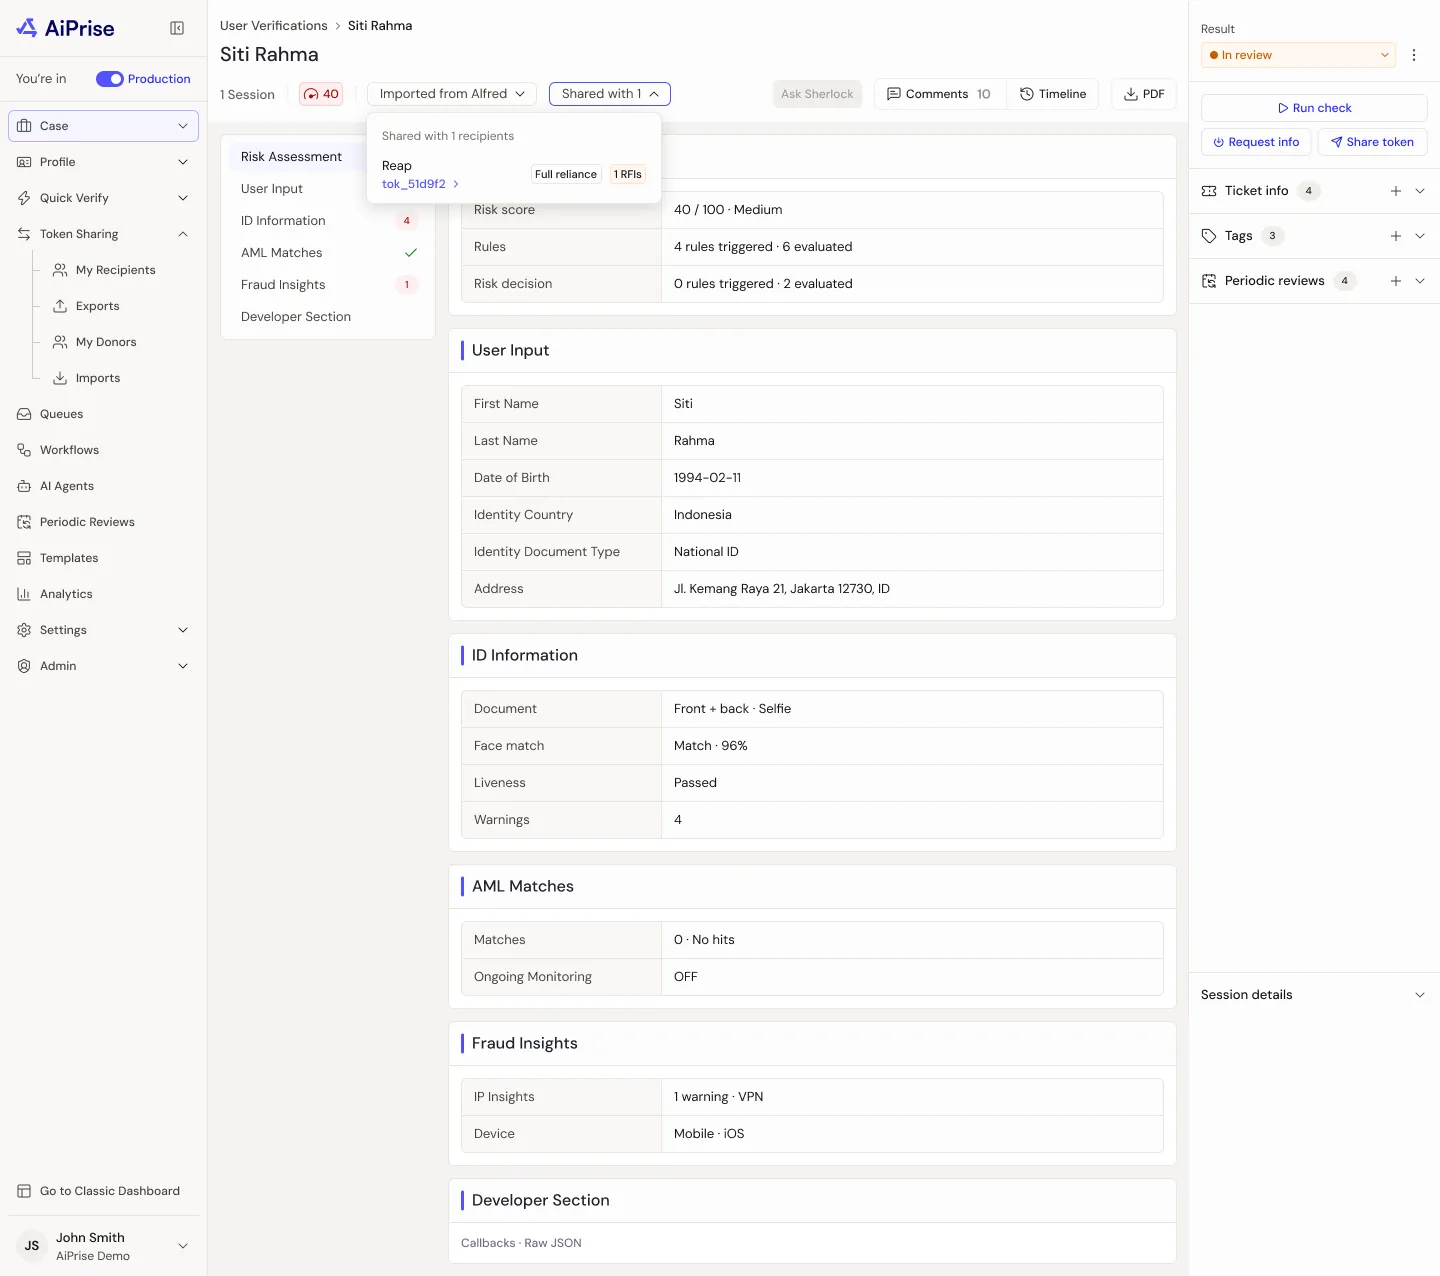 AiPrise
You're in
Production
Case
Profile
Quick Verify
Token Sharing
My Recipients
Exports
My Donors
Imports
Queues
Workflows
AI Agents
Periodic Reviews
Templates
Analytics
Settings
Admin
Go to Classic Dashboard
JS
John Smith
AiPrise Demo
User Verifications > Siti Rahma
Siti Rahma
1 Session
40
Imported from Alfred
Shared with 1
Ask Sherlock
Comments 10
Timeline
PDF
Shared with 1 recipients
Reap
tok_51d9f2 >
Full reliance
1 RFIs
Risk Assessment
User Input
ID Information 4
AML Matches
Fraud Insights 1
Developer Section
Risk score 40 / 100 · Medium
Rules 4 rules triggered · 6 evaluated
Risk decision 0 rules triggered · 2 evaluated
User Input
First Name Siti
Last Name Rahma
Date of Birth 1994-02-11
Identity Country Indonesia
Identity Document Type National ID
Address Jl. Kemang Raya 21, Jakarta 12730, ID
ID Information
Document Front + back · Selfie
Face match Match · 96%
Liveness Passed
Warnings 4
AML Matches
Matches 0 · No hits
Ongoing Monitoring OFF
Fraud Insights
IP Insights 1 warning · VPN
Device Mobile · iOS
Developer Section
Callbacks · Raw JSON
Result
In review
Run check
Request info
Share token
Ticket info 4
Tags 3
Periodic reviews 4
Session details